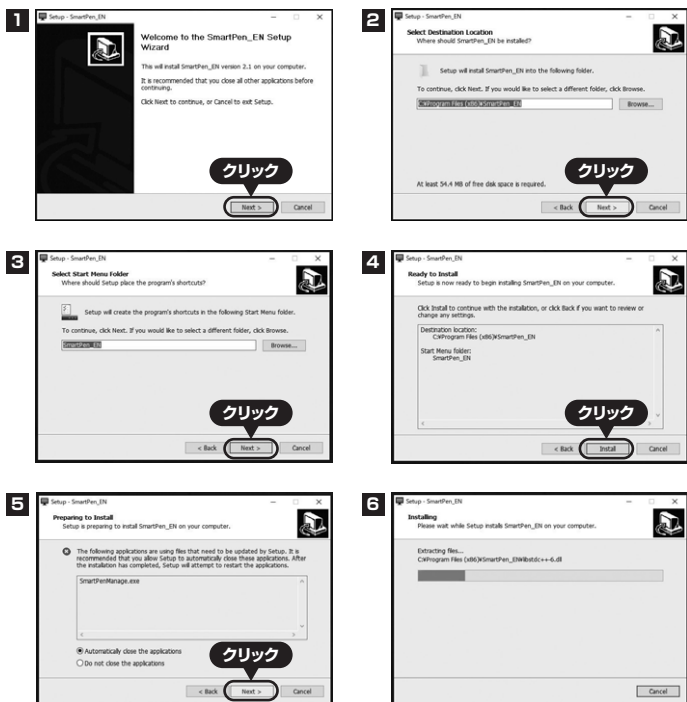 1
Setup - SmartPen_EN
Welcome to the SmartPen_EN Setup
Wizard
This will install SmartPen_EN version 2.1 on your computer.
It is recommended that you close all other applications before
continuing.
Click Next to continue, or Cancel to exit Setup.
クリック
Next >
Cancel
2
Setup - SmartPen_EN
Select Destination Location
Where should SmartPen_EN be installed?
Setup will install SmartPen_EN into the following folder.
To continue, click Next. If you would like to select a different folder, click Browse.
C:¥Program Files (x86)¥SmartPen_EN
Browse...
クリック
At least 54.4 MB of free disk space is required.
< Back
Next >
Cancel
3
Setup - SmartPen_EN
Select Start Menu Folder
Where should Setup place the program's shortcuts?
Setup will create the program's shortcuts in the following Start Menu folder.
To continue, click Next. If you would like to select a different folder, click Browse.
SmartPen_EN
Browse...
クリック
< Back
Next >
Cancel
4
Setup - SmartPen_EN
Ready to Install
Setup is now ready to begin installing SmartPen_EN on your computer.
Click Install to continue with the installation, or click Back if you want to review or
change any settings.
Destination location:
C:¥Program Files (x86)¥SmartPen_EN
Start Menu folder:
SmartPen_EN
クリック
< Back
Install
Cancel
5
Setup - SmartPen_EN
Preparing to Install
Setup is preparing to install SmartPen_EN on your computer.
The following applications are using files that need to be updated by Setup. It is
recommended that you allow Setup to automatically close these applications. After
the installation has completed, Setup will attempt to restart the applications.
SmartPenManage.exe
Automatically close the applications
Do not close the applications
クリック
< Back
Next >
Cancel
6
Setup - SmartPen_EN
Installing
Please wait while Setup installs SmartPen_EN on your computer.
Extracting files...
C:¥Program Files (x86)¥SmartPen_EN¥libstdc++-6.dll
Cancel